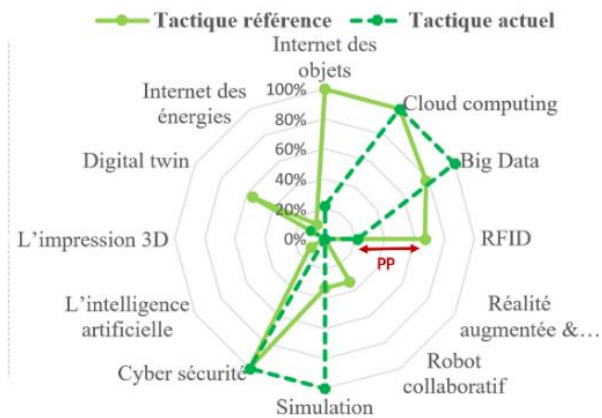 Tactique référence Tactique actuel
Internet des
objets
100%
80%
60%
40%
20%
0%
Cloud computing
Big Data
RFID
PP
Réalité
augmentée &...
Robot
collaboratif
Simulation
Cyber sécurité
L'intelligence
artificielle
L'impression 3D
Digital twin
Internet des
énergies